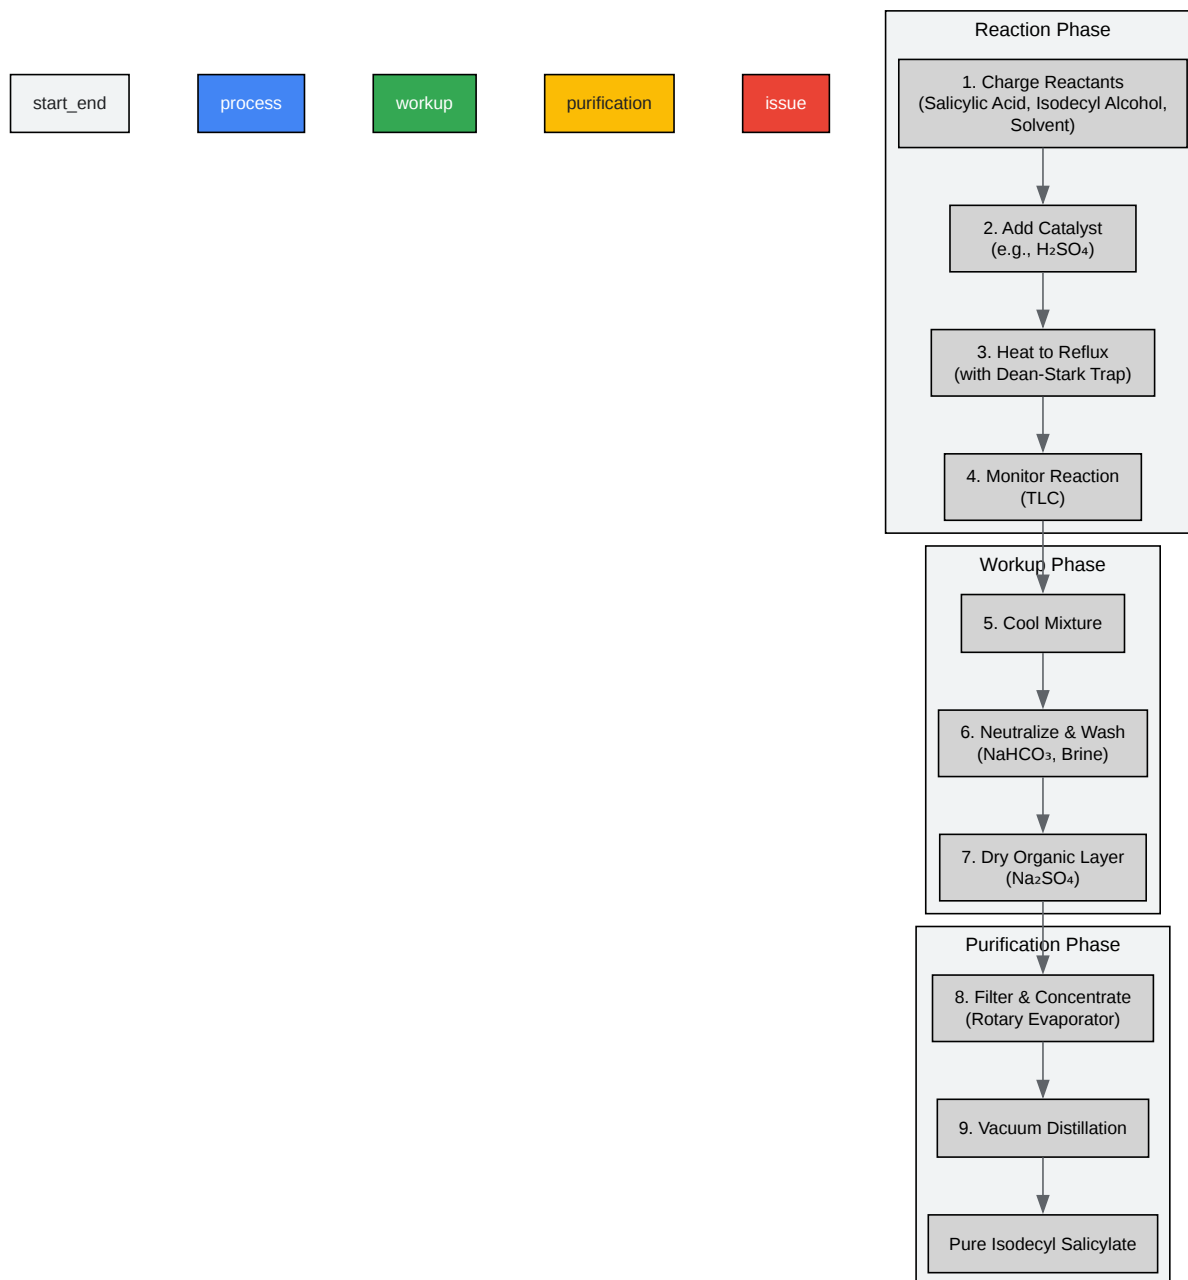 Reaction Phase
start_end
process
workup
purification
issue
1. Charge Reactants
(Salicylic Acid, Isodecyl Alcohol,
Solvent)
2. Add Catalyst
(e.g., H₂SO₄)
3. Heat to Reflux
(with Dean-Stark Trap)
4. Monitor Reaction
(TLC)
Workup Phase
5. Cool Mixture
6. Neutralize & Wash
(NaHCO₃, Brine)
7. Dry Organic Layer
(Na₂SO₄)
Purification Phase
8. Filter & Concentrate
(Rotary Evaporator)
9. Vacuum Distillation
Pure Isodecyl Salicylate